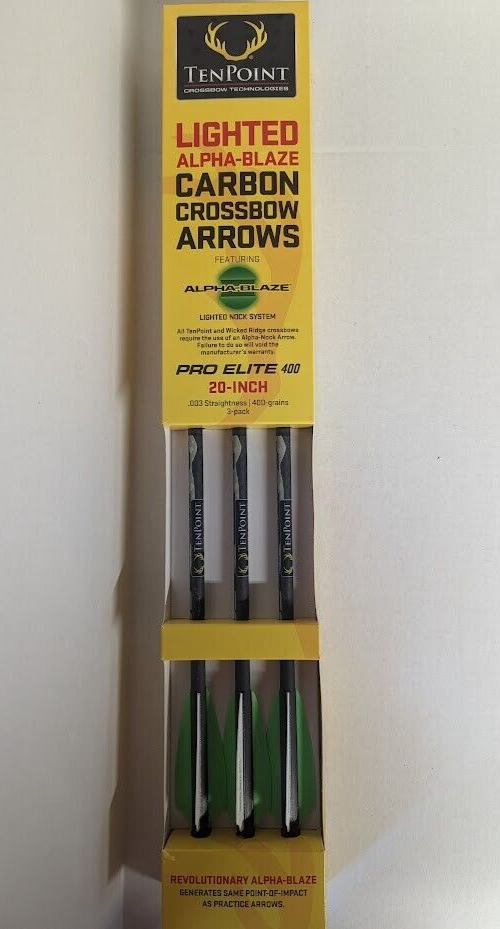 TENPOINT
CROSSBOW TECHNOLOGIES
LIGHTED
ALPHA-BLAZE
CARBON
CROSSBOW
ARROWS
FEATURING
ALPHA-BLAZE
LIGHTED NOCK SYSTEM
All TenPoint and Wicked Ridge crossbows
require the use of an Alpha-Nock Arrow.
Failure to do so will void the
manufacturer's warranty.
PRO ELITE 400
20-INCH
.003 Straightness | 400-grains
3-pack
TENPOINT
TENPOINT
TENPOINT
REVOLUTIONARY ALPHA-BLAZE
GENERATES SAME POINT-OF-IMPACT
AS PRACTICE ARROWS.